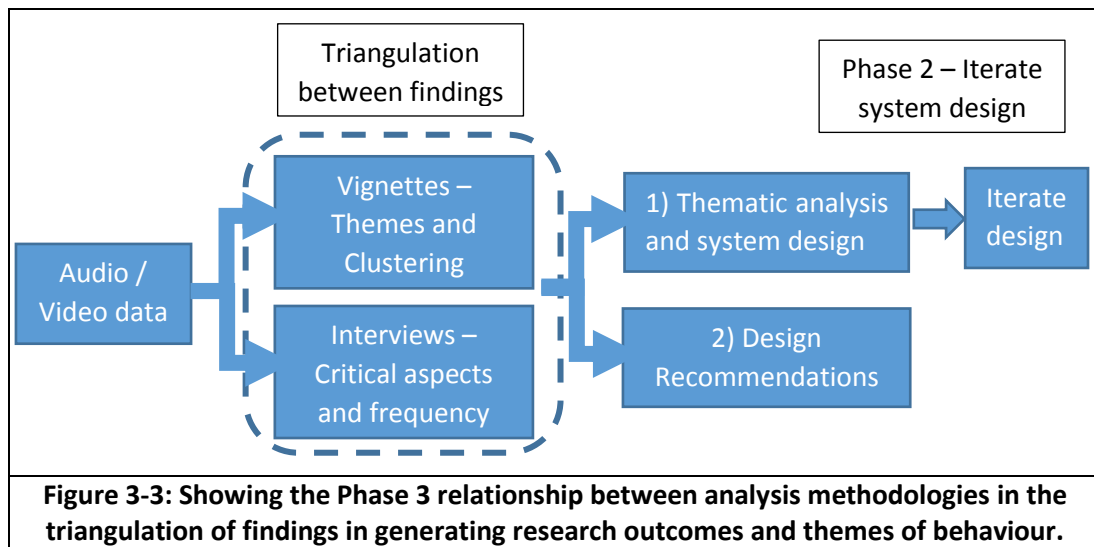 Triangulation
between findings
Phase 2 – Iterate
system design
Vignettes –
Themes and
Clustering
1) Thematic analysis
and system design
Iterate
design
Audio /
Video data
Interviews –
Critical aspects
and frequency
2) Design
Recommendations
Figure 3-3: Showing the Phase 3 relationship between analysis methodologies in the
triangulation of findings in generating research outcomes and themes of behaviour.